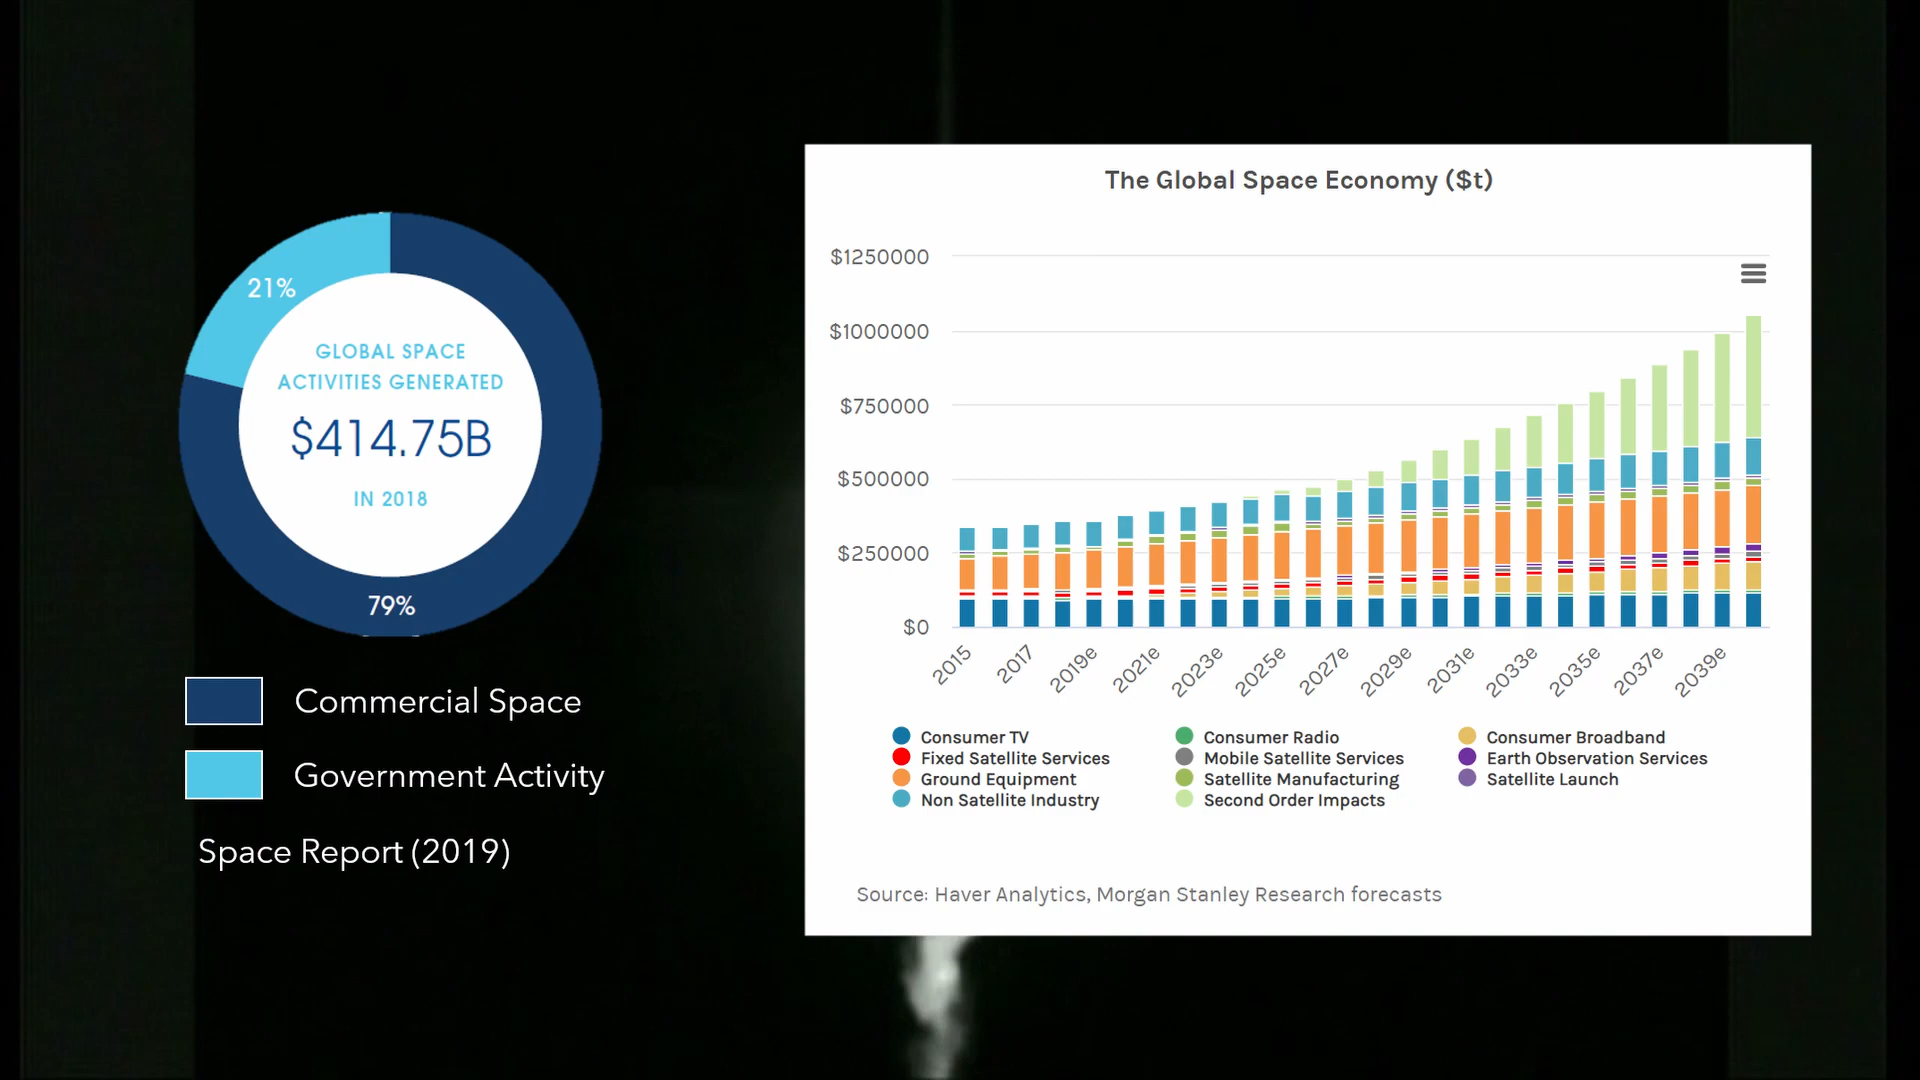 21%
GLOBAL SPACE
ACTIVITIES GENERATED
$414.75B
IN 2018
79%
Commercial Space
Government Activity
Space Report (2019)
The Global Space Economy ($t)
$1250000
$1000000
$750000
$500000
$250000
$0
2015
2017
2019e
2021e
2023e
2025e
2027e
2029e
2031e
2033e
2035e
2037e
2039e
Consumer TV
Consumer Radio
Consumer Broadband
Fixed Satellite Services
Mobile Satellite Services
Earth Observation Services
Ground Equipment
Satellite Manufacturing
Satellite Launch
Non Satellite Industry
Second Order Impacts
Source: Haver Analytics, Morgan Stanley Research forecasts